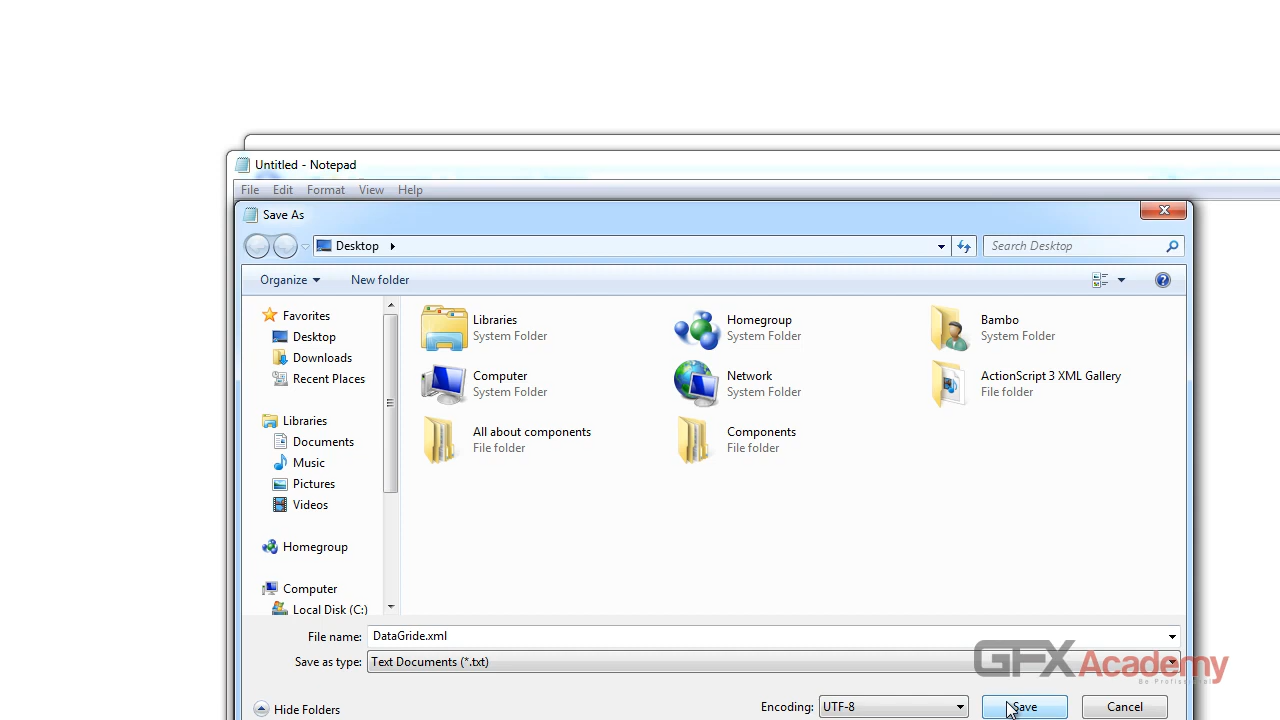 Untitled - Notepad
File Edit Format View Help
Save As
Desktop
Search Desktop
Organize New folder
Favorites
Desktop
Downloads
Recent Places
Libraries
Documents
Music
Pictures
Videos
Homegroup
Computer
Local Disk (C:)
Libraries
System Folder
Homegroup
System Folder
Bambo
System Folder
Computer
System Folder
Network
System Folder
ActionScript 3 XML Gallery
File folder
All about components
File folder
Components
File folder
File name: DataGride.xml
Save as type: Text Documents (*.txt)
GFX Academy
Be Professional
Hide Folders
Encoding: UTF-8 Save Cancel